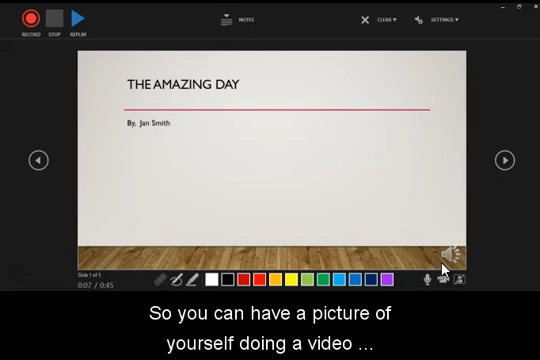 RECORD STOP REPLAY NOTES CLEAR SETTINGS
THE AMAZING DAY
By, Jan Smith
Slide 1 of 5
0:07 / 0:45
So you can have a picture of
yourself doing a video ...